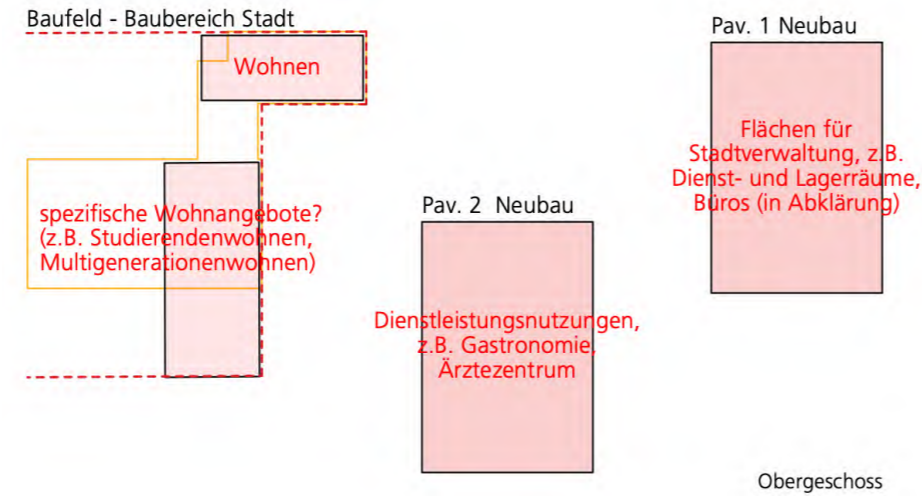 Baufeld - Baubereich Stadt
Wohnen
spezifische Wohnangebote?
(z.B. Studierendenwohnen,
Multigenerationenwohnen)
Pav. 2 Neubau
Dienstleistungsnutzungen,
z.B. Gastronomie,
Ärztezentrum
Pav. 1 Neubau
Flächen für
Stadtverwaltung, z.B.
Dienst- und Lagerräume,
Büros (in Abklärung)
Obergeschoss